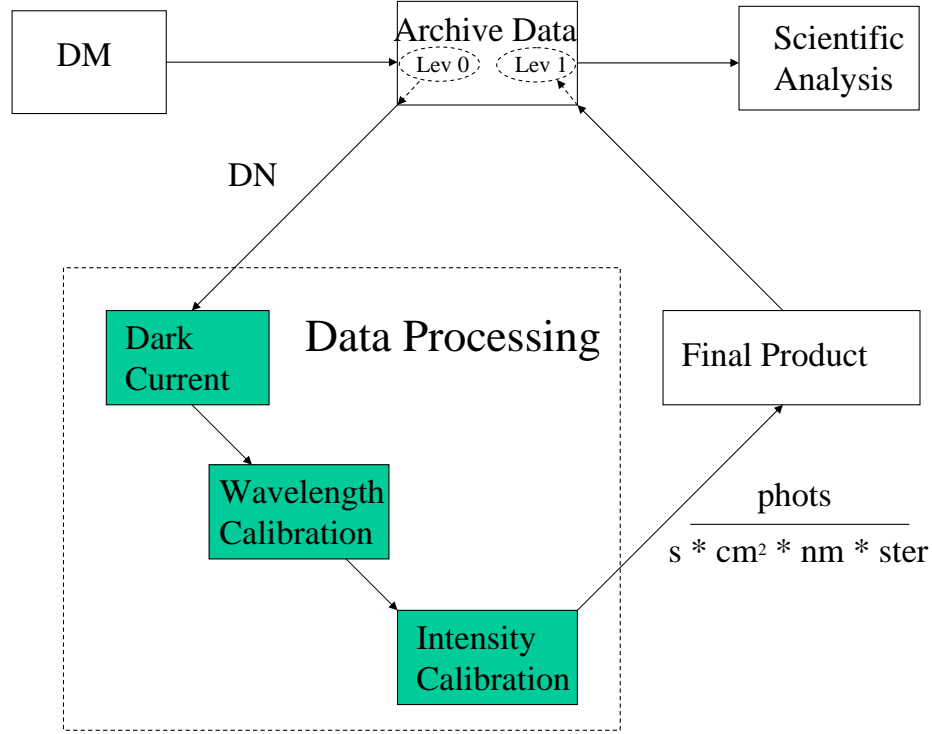 DM
Archive Data
Lev 0
Lev 1
Scientific
Analysis
DN
Data Processing
Dark
Current
Wavelength
Calibration
Intensity
Calibration
Final Product
phots
s * cm² * nm * ster